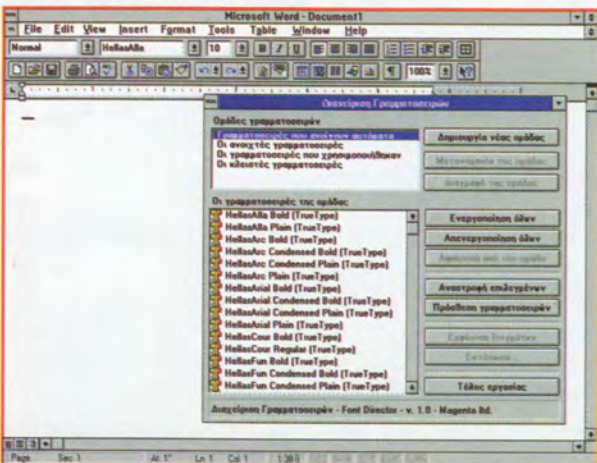 Microsoft Word - Document1
File Edit View Insert Format Tools Table Window Help
Normal HellasAlla 10 B I U
100%
Διαχείριση Γραμματοσειρών
Ομάδες γραμματοσειρών
Γραμματοσειρές που ανοίγουν αυτόματα
Οι ανοιχτές γραμματοσειρές
Οι γραμματοσειρές που χρησιμοποιήθηκαν
Οι κλειστές γραμματοσειρές
Δημιουργία νέας ομάδας
Μετονομασία της ομάδας
Διαγραφή της ομάδας
Οι γραμματοσειρές της ομάδας
HellasAlla Bold (TrueType)
HellasAlla Plain (TrueType)
HellasArc Bold (TrueType)
HellasArc Condensed Bold (TrueType)
HellasArc Condensed Plain (TrueType)
HellasArc Plain (TrueType)
HellasArial Bold (TrueType)
HellasArial Condensed Bold (TrueType)
HellasArial Condensed Plain (TrueType)
HellasArial Plain (TrueType)
HellasCour Bold (TrueType)
HellasCour Regular (TrueType)
HellasFun Bold (TrueType)
HellasFun Condensed Bold (TrueType)
HellasFun Condensed Plain (TrueType)
Ενεργοποίηση όλων
Απενεργοποίηση όλων
Αναστροφή επιλεγμένων
Πρόσθεση γραμματοσειρών
Τέλος εργασίας
Διαχείριση Γραμματοσειρών - Font Director - v. 1.0 - Magenta ltd.
Page Sec 1 At 1" Ln 1 Col 1